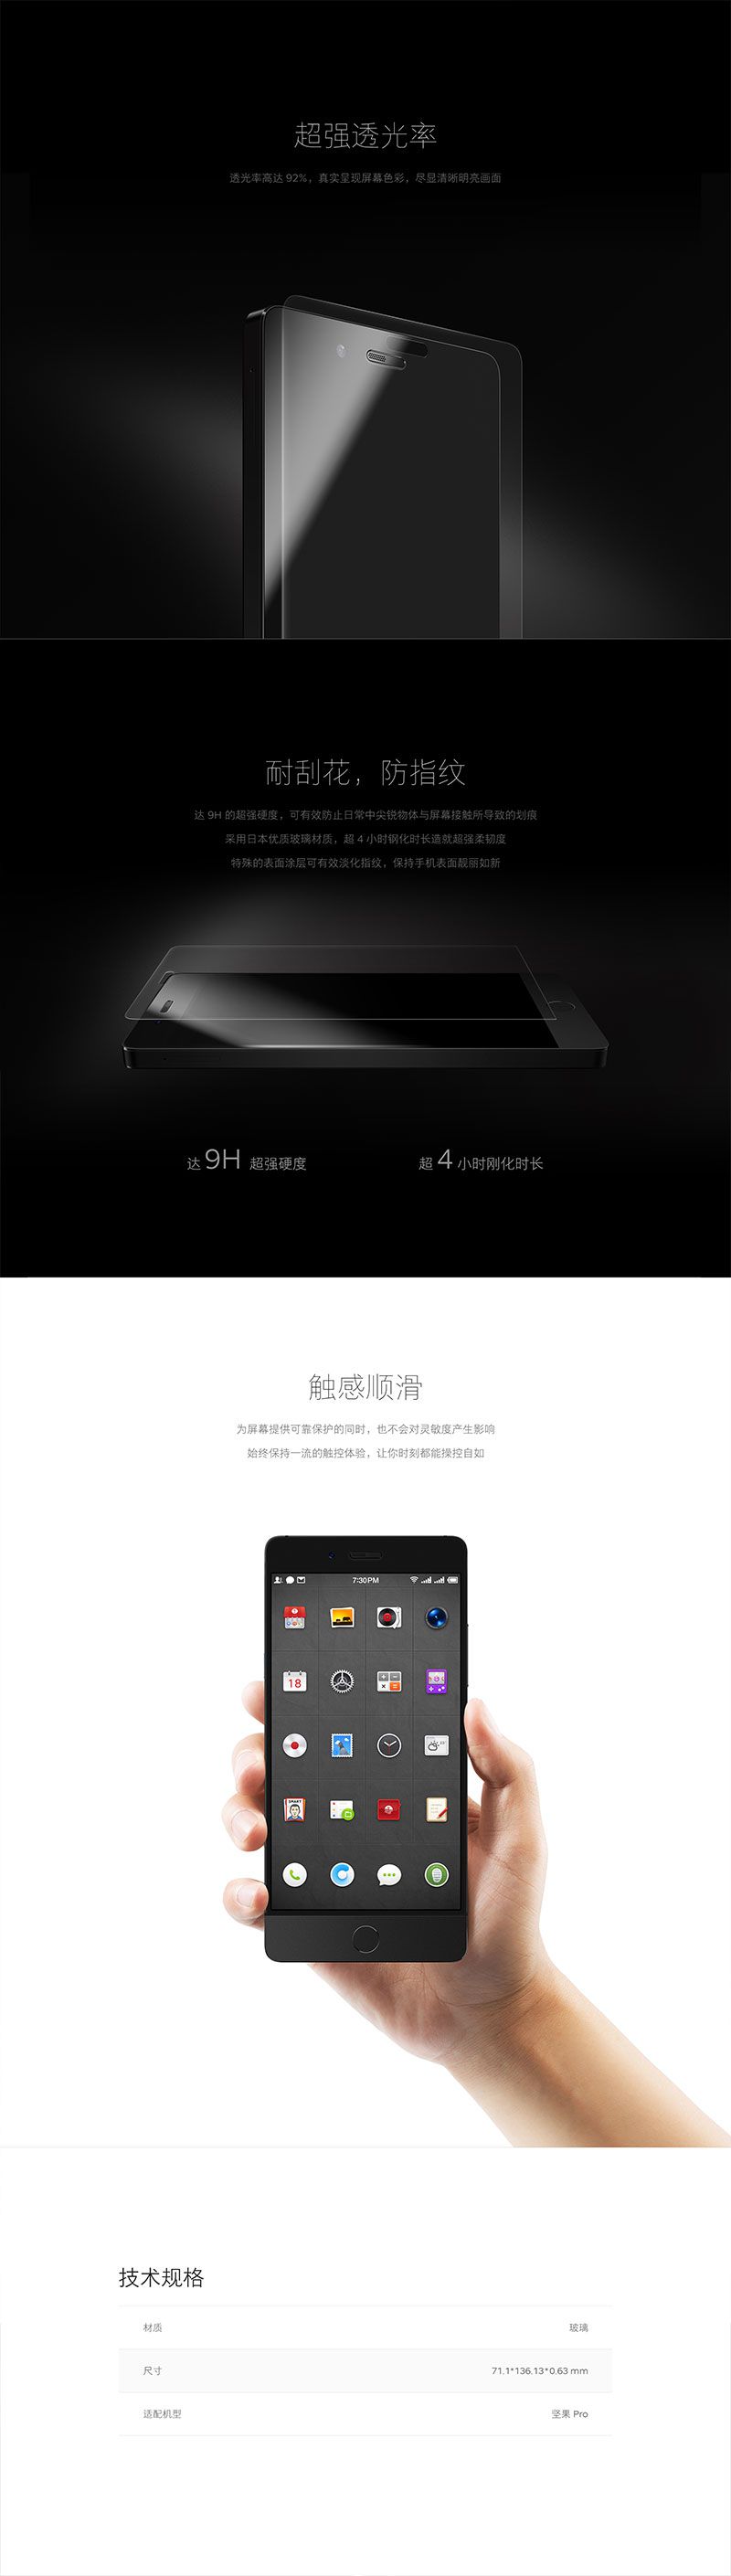 超强透光率
透光率高达 92%，真实呈现屏幕色彩，尽显清晰明亮画面
耐刮花，防指纹
达 9H 的超强硬度，可有效防止日常中尖锐物体与屏幕接触所导致的划痕
采用日本优质玻璃材质，超 4 小时钢化时长造就超强柔韧度
特殊的表面涂层可有效淡化指纹，保持手机表面靓丽如新
达 9H 超强硬度
超 4 小时刚化时长
触感顺滑
为屏幕提供可靠保护的同时，也不会对灵敏度产生影响
始终保持一流的触控体验，让你时刻都能操控自如
7:30PM
18
SMART
技术规格
材质 玻璃
尺寸 71.1*136.13*0.63 mm
适配机型 坚果 Pro